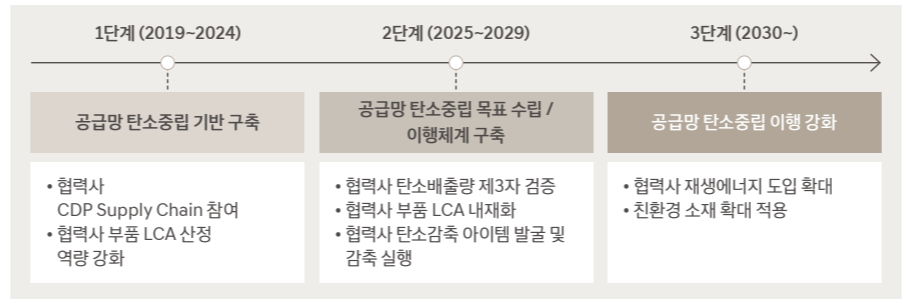 1단계 (2019~2024)
2단계 (2025~2029)
3단계 (2030~)
공급망 탄소중립 기반 구축
공급망 탄소중립 목표 수립 /
이행체계 구축
공급망 탄소중립 이행 강화
• 협력사
CDP Supply Chain 참여
• 협력사 부품 LCA 산정
역량 강화
• 협력사 탄소배출량 제3자 검증
• 협력사 부품 LCA 내재화
• 협력사 탄소감축 아이템 발굴 및
감축 실행
• 협력사 재생에너지 도입 확대
• 친환경 소재 확대 적용